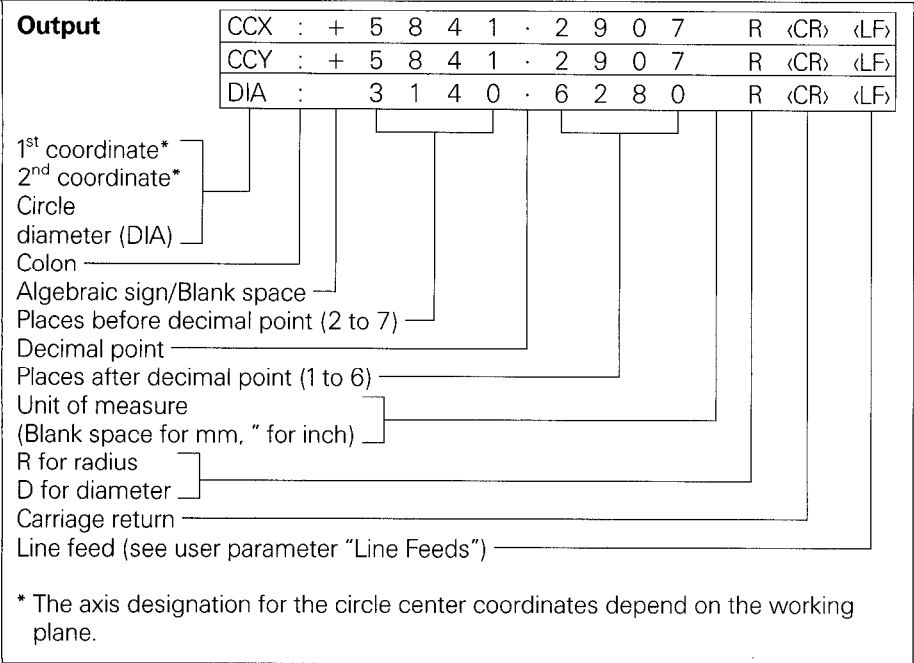 Output
CCX : + 5 8 4 1 . 2 9 0 7 R ‹CR› ‹LF›
CCY : + 5 8 4 1 . 2 9 0 7 R ‹CR› ‹LF›
DIA : 3 1 4 0 . 6 2 8 0 R ‹CR› ‹LF›
1st coordinate*
2nd coordinate*
Circle
diameter (DIA)
Colon
Algebraic sign/Blank space
Places before decimal point (2 to 7)
Decimal point
Places after decimal point (1 to 6)
Unit of measure
(Blank space for mm, " for inch)
R for radius
D for diameter
Carriage return
Line feed (see user parameter “Line Feeds”)
* The axis designation for the circle center coordinates depend on the working
plane.